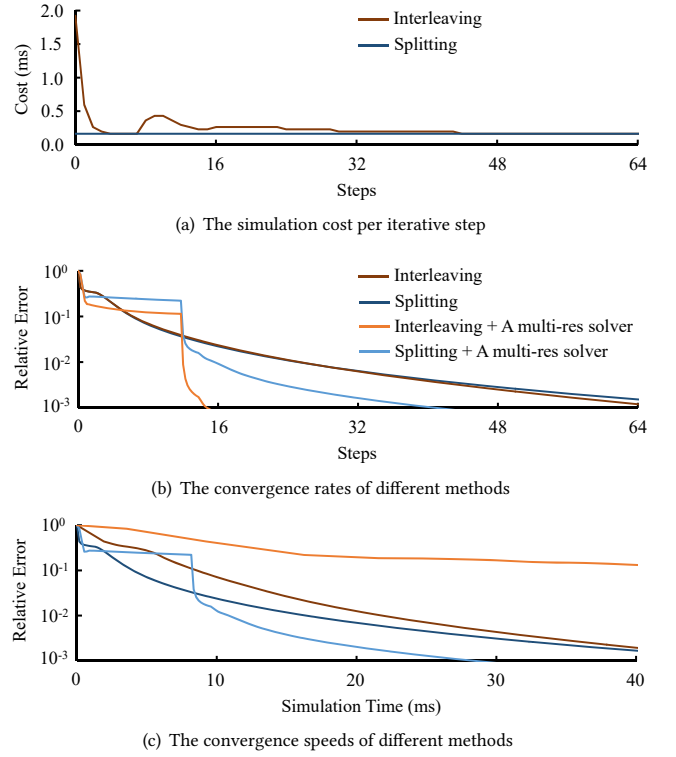 2.0
1.5
1.0
0.5
0.0
Cost (ms)
Interleaving
Splitting
0 16 32 48 64
Steps
(a) The simulation cost per iterative step
10⁰
10⁻¹
10⁻²
10⁻³
Relative Error
Interleaving
Splitting
Interleaving + A multi-res solver
Splitting + A multi-res solver
0 16 32 48 64
Steps
(b) The convergence rates of different methods
10⁰
10⁻¹
10⁻²
10⁻³
Relative Error
0 10 20 30 40
Simulation Time (ms)
(c) The convergence speeds of different methods